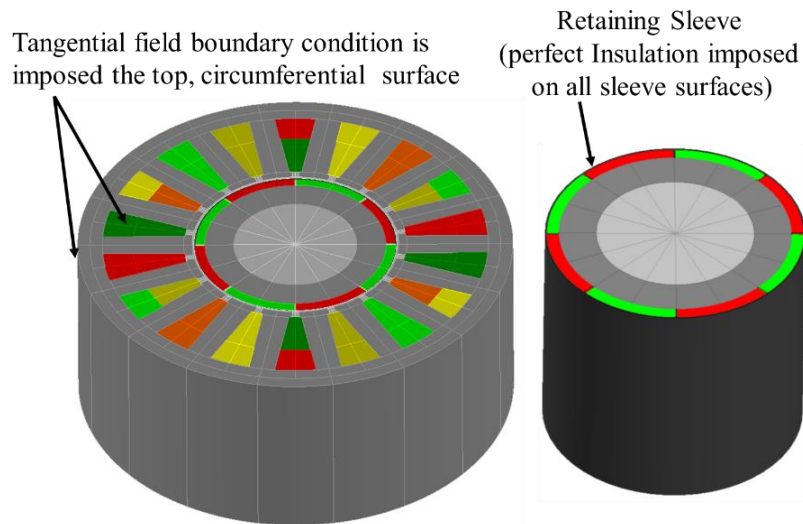 Tangential field boundary condition is
imposed the top, circumferential surface
Retaining Sleeve
(perfect Insulation imposed
on all sleeve surfaces)